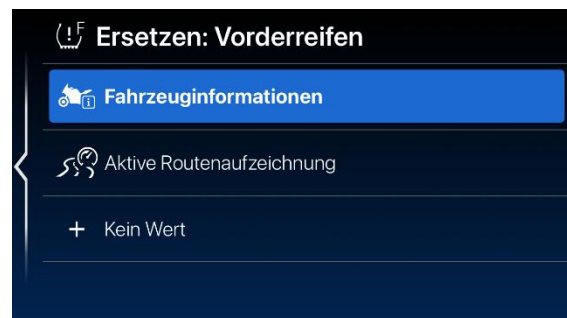 Ersetzen: Vorderreifen
Fahrzeuginformationen
Aktive Routenaufzeichnung
+ Kein Wert